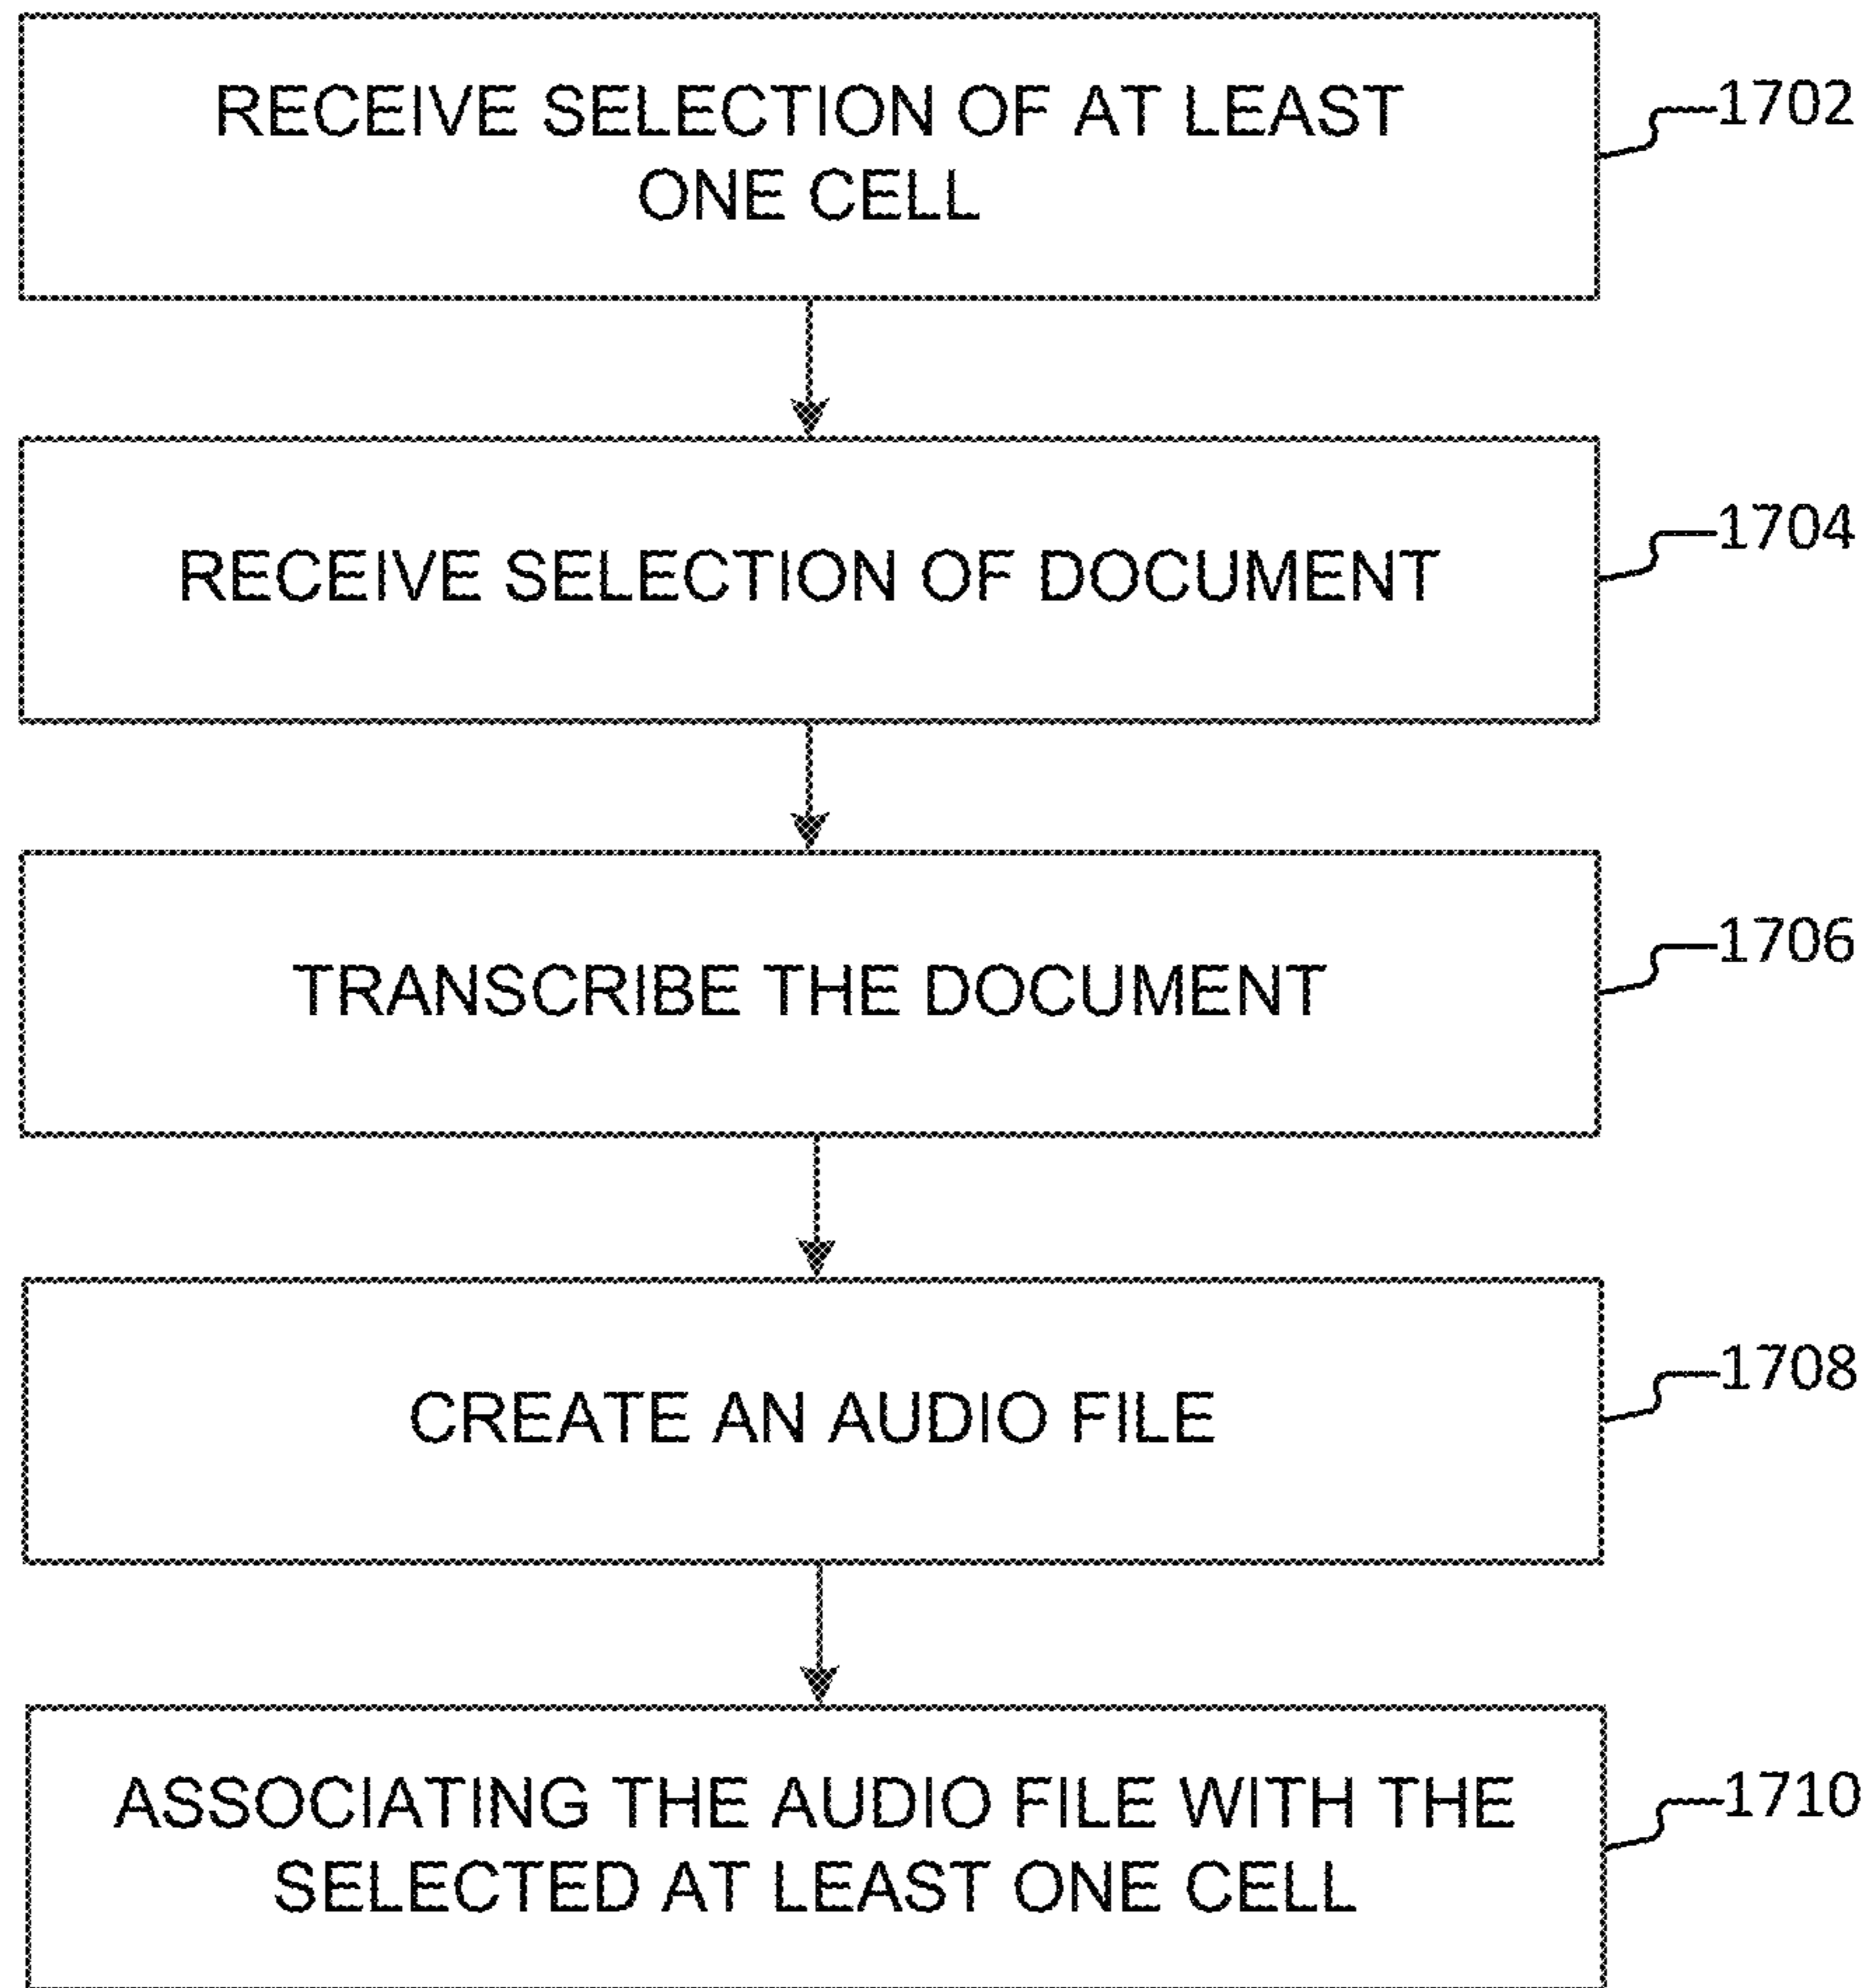 RECEIVE SELECTION OF AT LEAST
ONE CELL
1702
RECEIVE SELECTION OF DOCUMENT
1704
TRANSCRIBE THE DOCUMENT
1706
CREATE AN AUDIO FILE
1708
ASSOCIATING THE AUDIO FILE WITH THE
SELECTED AT LEAST ONE CELL
1710